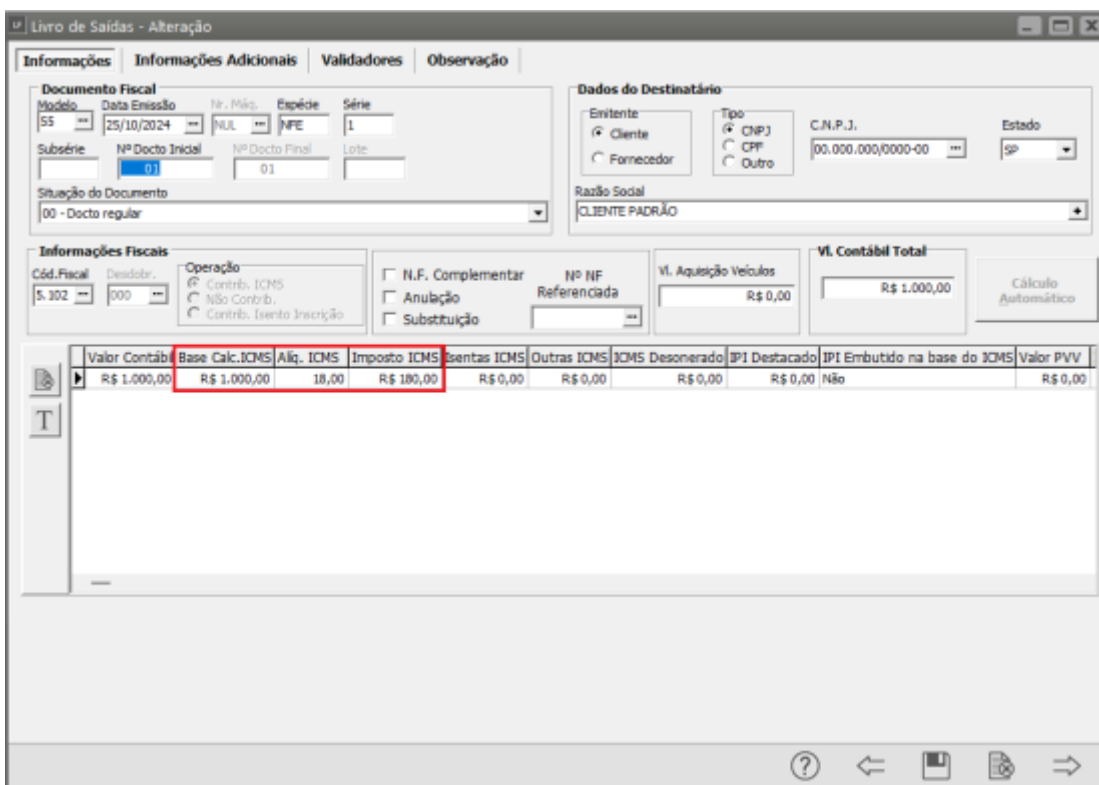 LF Livro de Saídas - Alteração
Informações Informações Adicionais Validadores Observação
Documento Fiscal
Modelo Data Emissão Nr. Máq. Espécie Série
55 25/10/2024 NUL NFE 1
Subsérie Nº Docto Inicial Nº Docto Final Lote
01 01
Situação do Documento
00 - Docto regular
Dados do Destinatário
Emitente Tipo C.N.P.J. Estado
Cliente CNPJ 00.000.000/0000-00 SP
Fornecedor CPF
Outro
Razão Social
CLIENTE PADRÃO
Informações Fiscais
Cód.Fiscal Desdobr. Operação
5.102 000 Contrib. ICMS
Não Contrib.
Contrib. Isento Inscrição
N.F. Complementar Nº NF
Anulação Referenciada
Substituição
Vl. Aquisição Veículos
R$ 0,00
Vl. Contábil Total
R$ 1.000,00
Cálculo
Automático
Valor Contábil Base Calc.ICMS Alíq. ICMS Imposto ICMS Isentas ICMS Outras ICMS ICMS Desonerado IPI Destacado IPI Embutido na base do ICMS Valor PVV
R$ 1.000,00 R$ 1.000,00 18,00 R$ 180,00 R$ 0,00 R$ 0,00 R$ 0,00 R$ 0,00 Não R$ 0,00
T